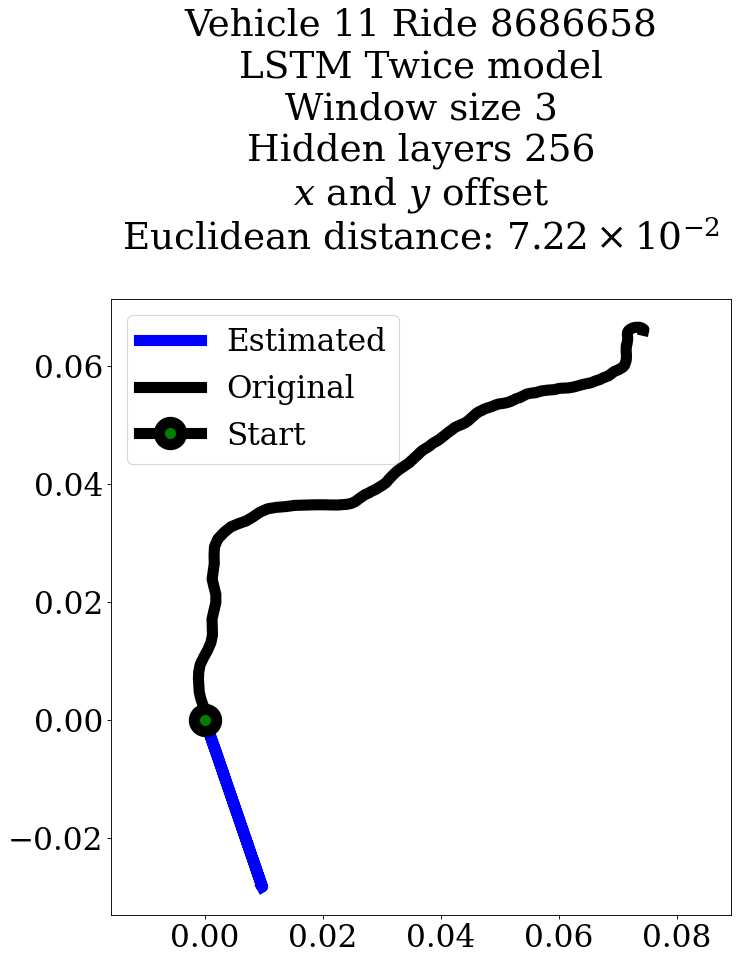 Vehicle 11 Ride 8686658
LSTM Twice model
Window size 3
Hidden layers 256
x and y offset
Euclidean distance: 7.22 × 10⁻²
Estimated
Original
Start
0.06
0.04
0.02
0.00
−0.02
0.00 0.02 0.04 0.06 0.08